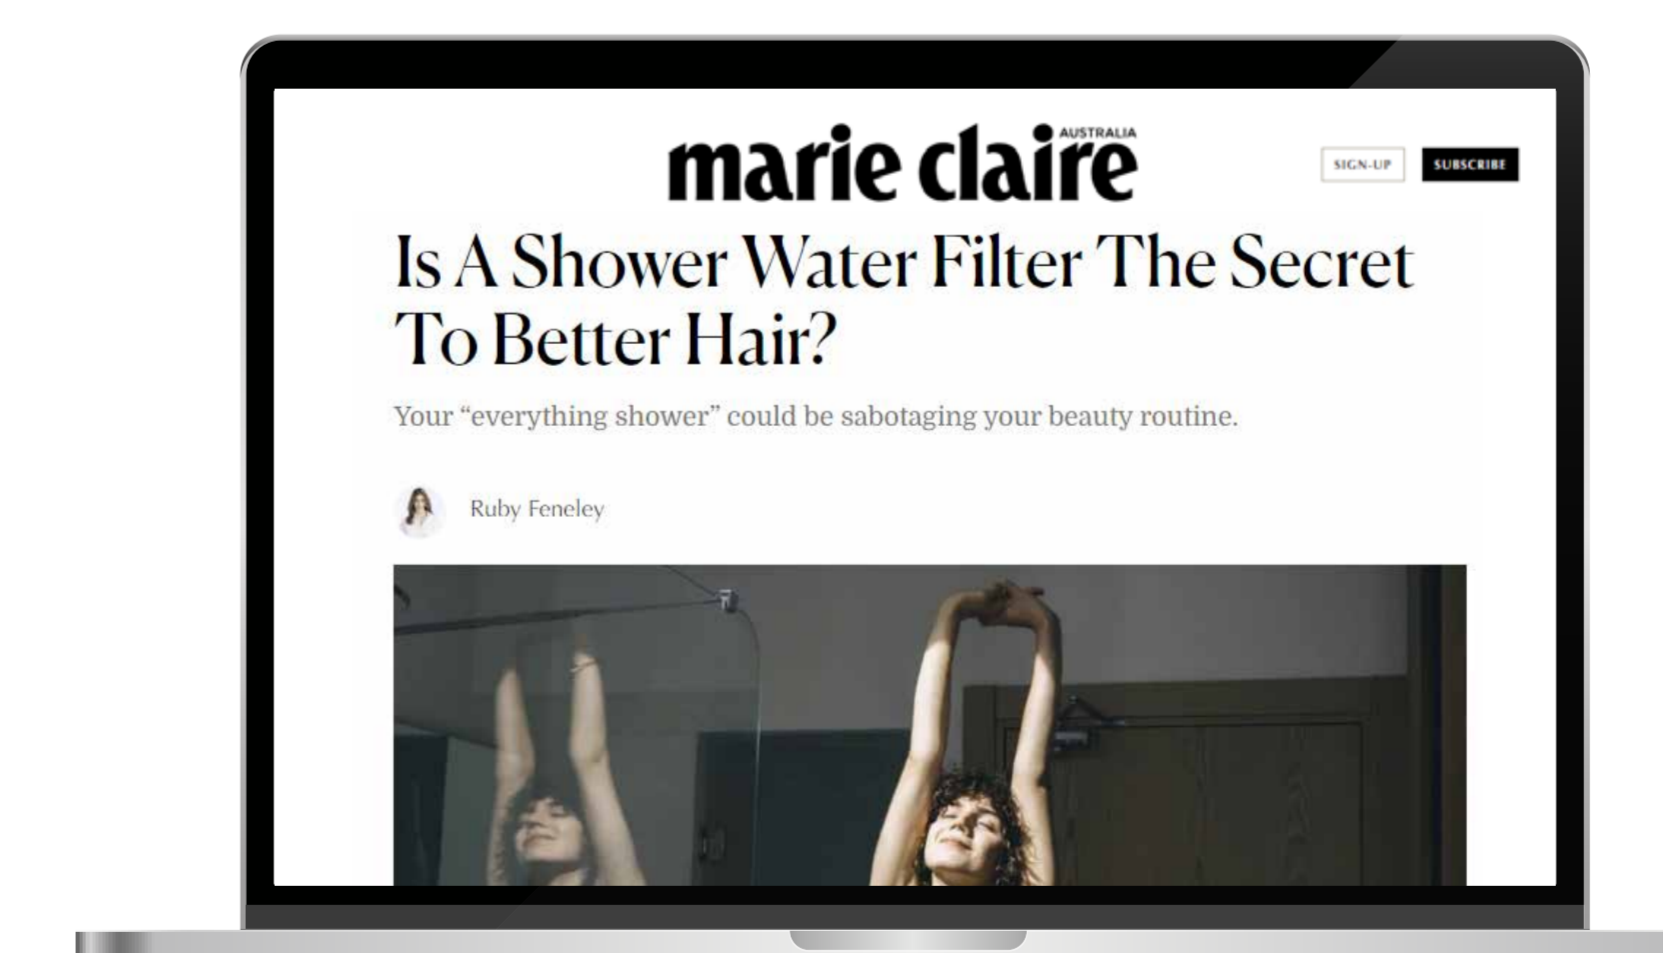 marie claire
AUSTRALIA
SIGN-UP
SUBSCRIBE
Is A Shower Water Filter The Secret
To Better Hair?
Your “everything shower” could be sabotaging your beauty routine.
Ruby Feneley